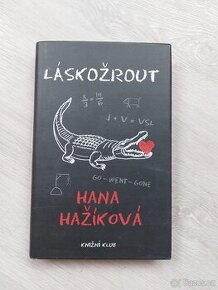 LÁSKOŽROUT
J + V = VSL
GO - WENT - GONE
HANA
HAŽÍKOVÁ
KNIŽNÍ KLUB